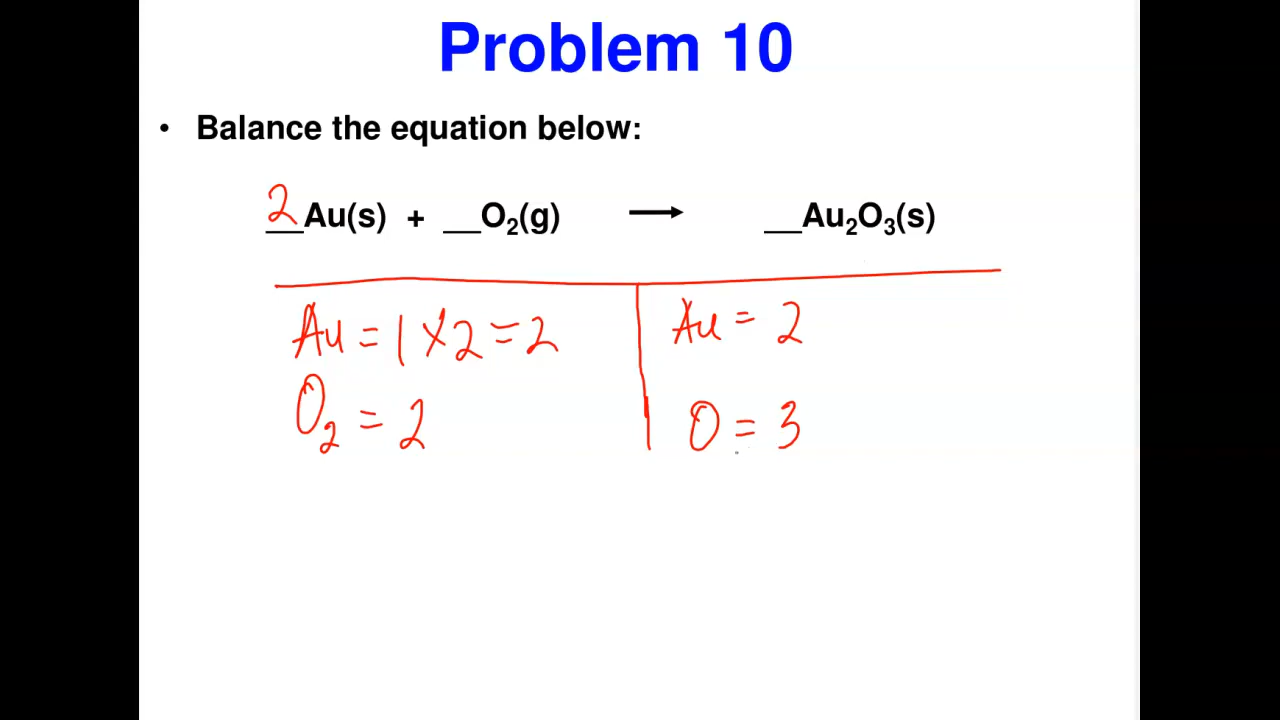 Problem 10
• Balance the equation below:
2 Au(s) + __O₂(g) → __Au₂O₃(s)
Au = 1 × 2 = 2 Au = 2
O₂ = 2 O = 3